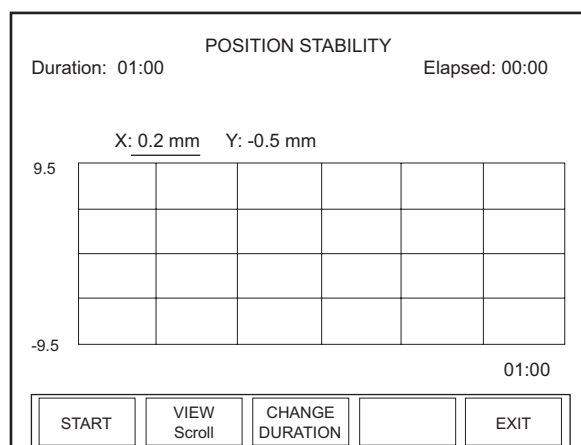 POSITION STABILITY
Duration: 01:00 Elapsed: 00:00
X: 0.2 mm Y: -0.5 mm
9.5
-9.5
01:00
START
VIEW
Scroll
CHANGE
DURATION
EXIT